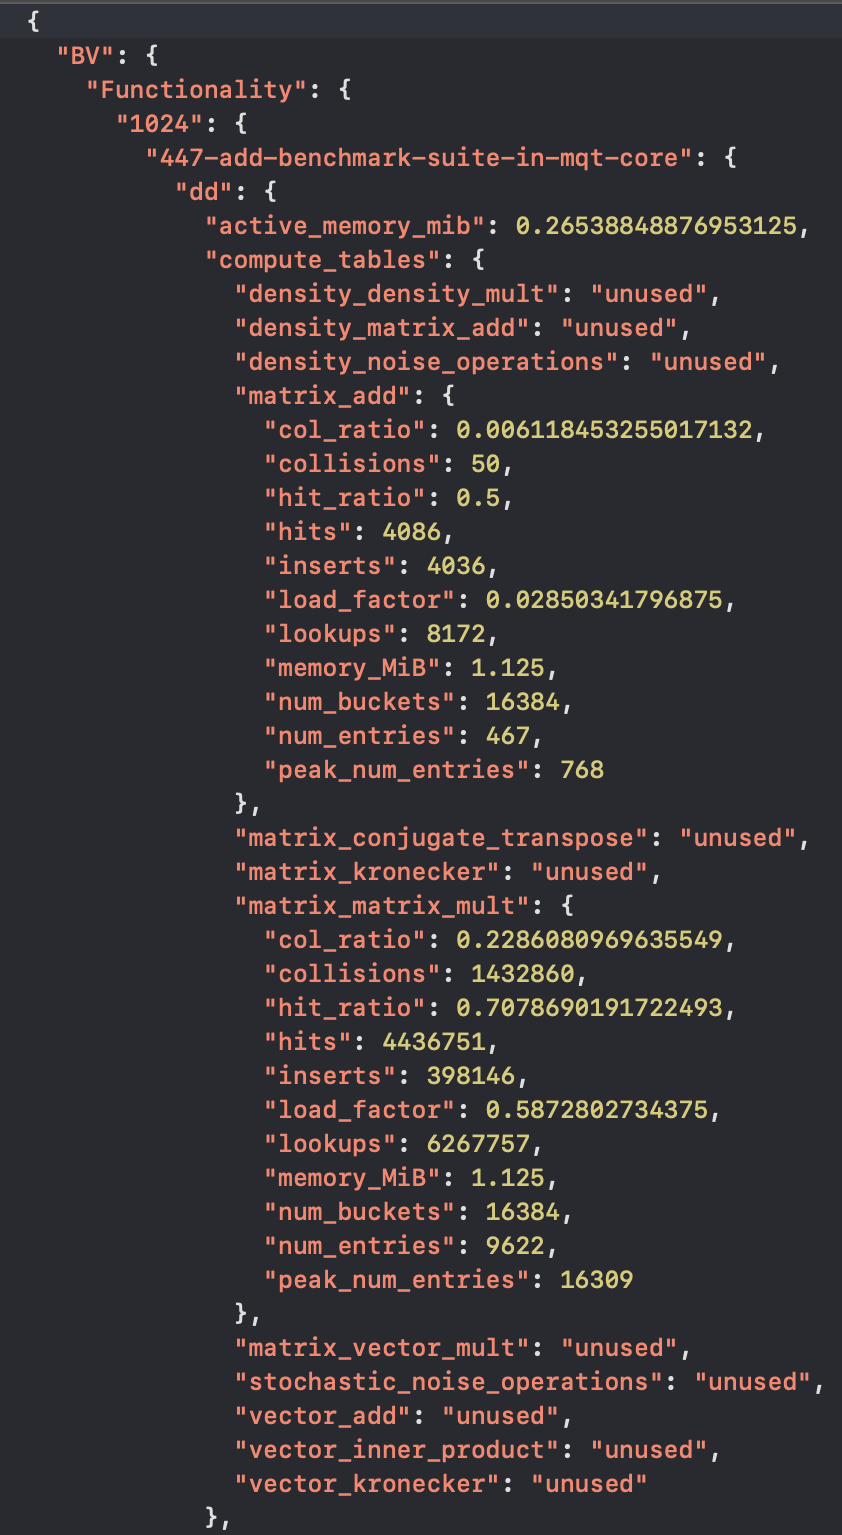 {
  "BV": {
    "Functionality": {
      "1024": {
        "447-add-benchmark-suite-in-mqt-core": {
          "dd": {
            "active_memory_mib": 0.26538848876953125,
            "compute_tables": {
              "density_density_mult": "unused",
              "density_matrix_add": "unused",
              "density_noise_operations": "unused",
              "matrix_add": {
                "col_ratio": 0.006118453255017132,
                "collisions": 50,
                "hit_ratio": 0.5,
                "hits": 4086,
                "inserts": 4036,
                "load_factor": 0.02850341796875,
                "lookups": 8172,
                "memory_MiB": 1.125,
                "num_buckets": 16384,
                "num_entries": 467,
                "peak_num_entries": 768
              },
              "matrix_conjugate_transpose": "unused",
              "matrix_kronecker": "unused",
              "matrix_matrix_mult": {
                "col_ratio": 0.2286080969635549,
                "collisions": 1432860,
                "hit_ratio": 0.7078690191722493,
                "hits": 4436751,
                "inserts": 398146,
                "load_factor": 0.5872802734375,
                "lookups": 6267757,
                "memory_MiB": 1.125,
                "num_buckets": 16384,
                "num_entries": 9622,
                "peak_num_entries": 16309
              },
              "matrix_vector_mult": "unused",
              "stochastic_noise_operations": "unused",
              "vector_add": "unused",
              "vector_inner_product": "unused",
              "vector_kronecker": "unused"
            },